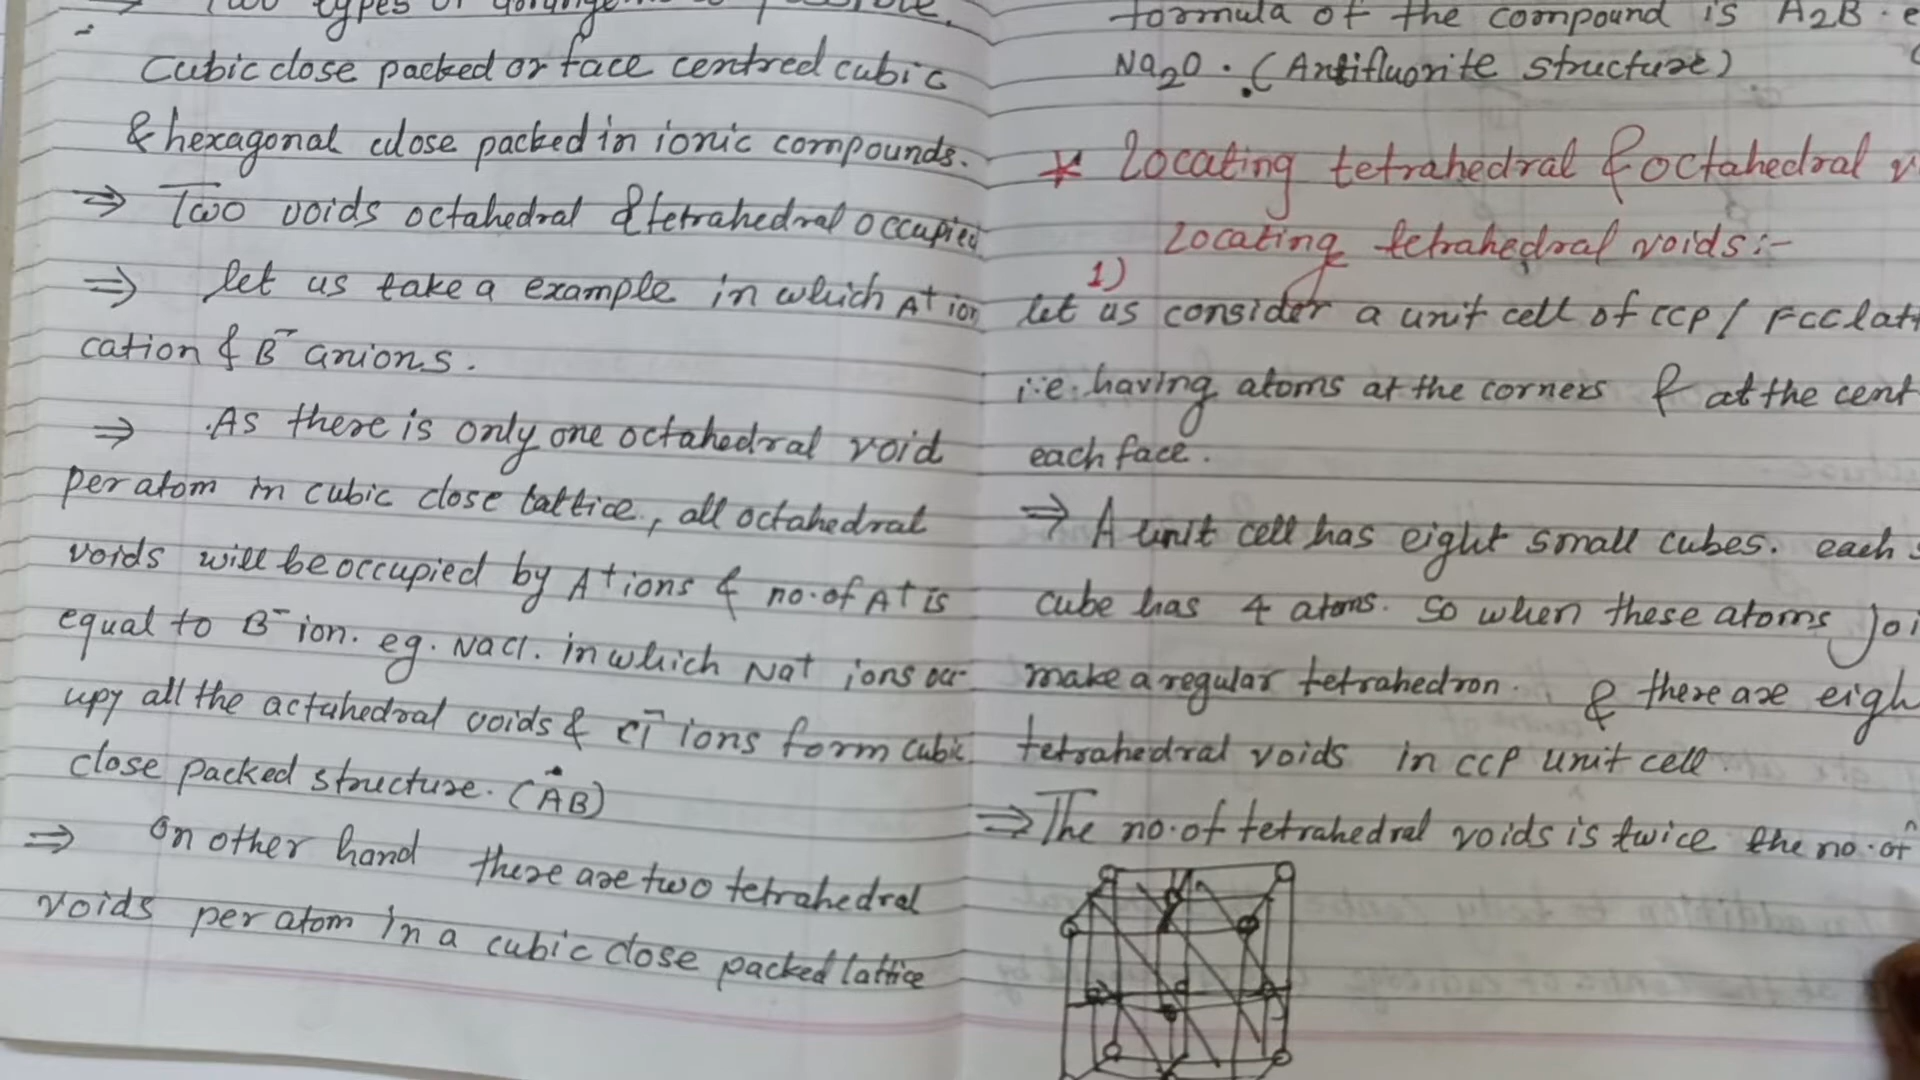 two types of
cubic close packed or face centred cubic
& hexagonal close packed in ionic compounds.
⇒ Two voids octahedral & tetrahedral occupied
⇒ let us take a example in which A+ ion
cation & B- anions.
⇒ As there is only one octahedral void
per atom in cubic close lattice, all octahedral
voids will be occupied by A+ ions & no. of A+ is
equal to B- ion. eg. NaCl. in which Na+ ions occ-
upy all the actahedral voids & Cl- ions form cubic
close packed structure. (AB)
⇒ On other hand there are two tetrahedral
voids per atom in a cubic close packed lattice
formula of the compound is A2B. e
Na2O. (Antifluorite structure)
* Locating tetrahedral & octahedral v
Locating tetrahedral voids :-
1)
let us consider a unit cell of CCP / FCC latt
i.e. having atoms at the corners & at the cent
each face.
⇒ A unit cell has eight small cubes. each s
cube has 4 atoms. so when these atoms joi
make a regular tetrahedron. & there are eigh
tetrahedral voids in ccp unit cell.
⇒ The no. of tetrahedral voids is twice the no. of